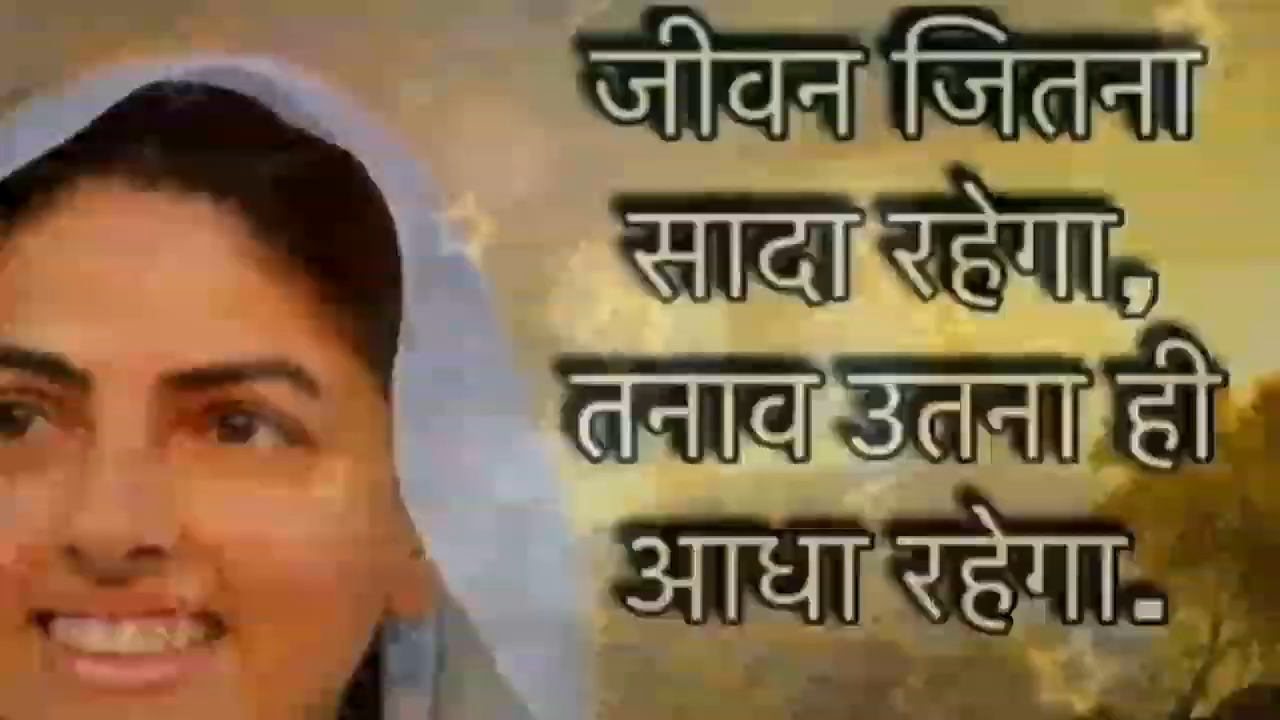 जीवन जितना
सादा रहेगा,
तनाव उतना ही
आधा रहेगा.